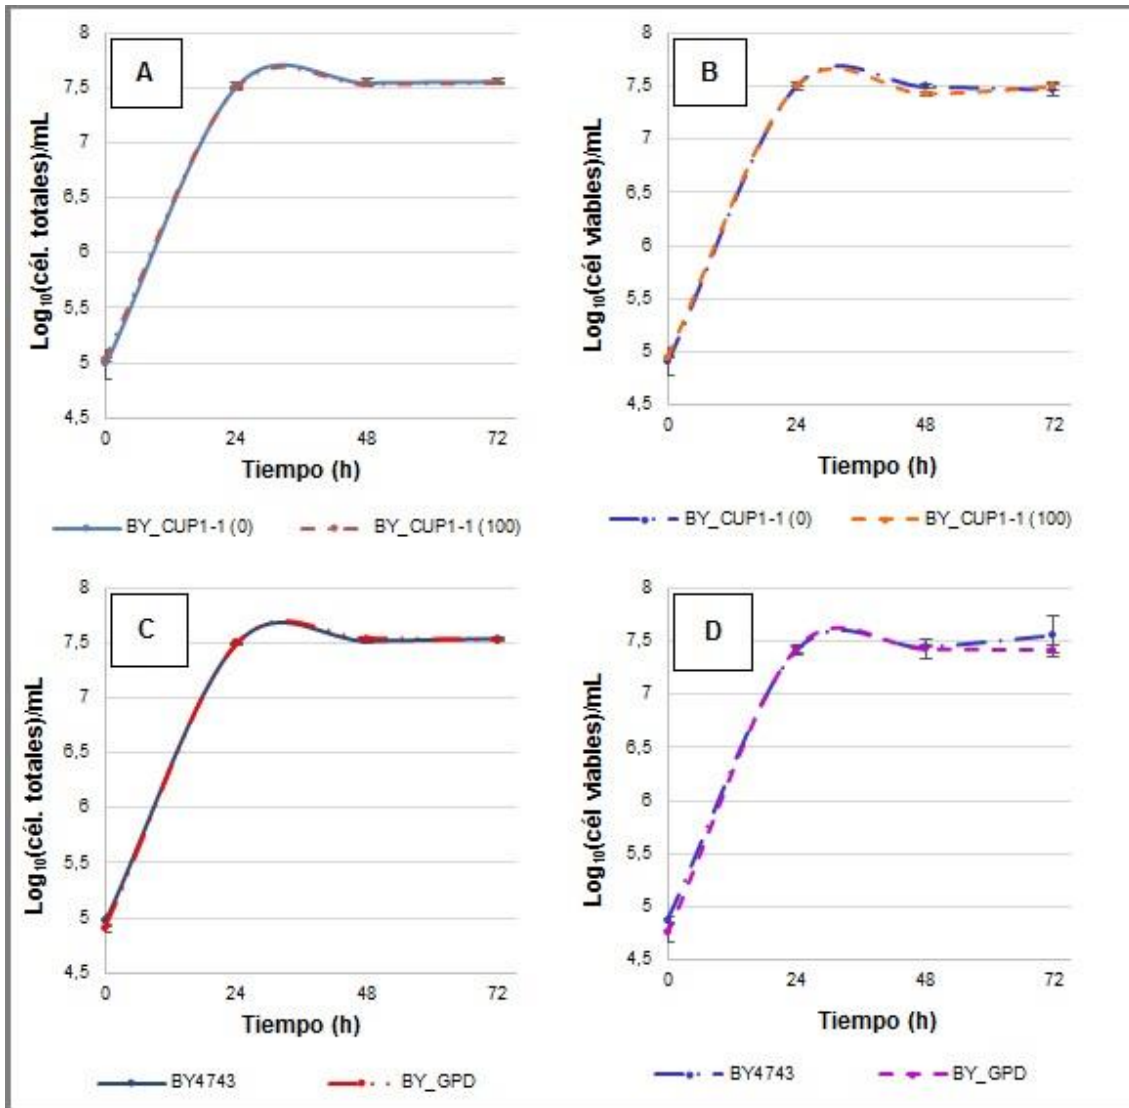 A
Log₁₀(cél. totales)/mL
8
7,5
7
6,5
6
5,5
5
4,5
0 24 48 72
Tiempo (h)
BY_CUP1-1 (0) BY_CUP1-1 (100)
B
Log₁₀(cél viables)/mL
8
7,5
7
6,5
6
5,5
5
4,5
0 24 48 72
Tiempo (h)
BY_CUP1-1 (0) BY_CUP1-1 (100)
C
Log₁₀(cél. totales)/mL
8
7,5
7
6,5
6
5,5
5
4,5
0 24 48 72
Tiempo (h)
BY4743 BY_GPD
D
Log₁₀(cél viables)/mL
8
7,5
7
6,5
6
5,5
5
4,5
0 24 48 72
Tiempo (h)
BY4743 BY_GPD